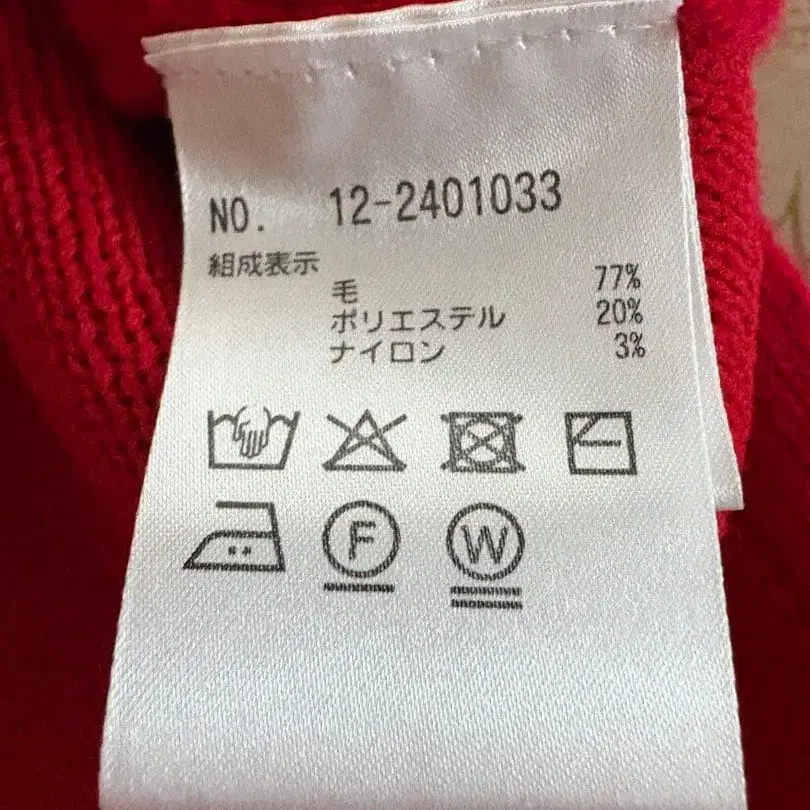 NO. 12-2401033
組成表示
毛 77%
ポリエステル 20%
ナイロン 3%
F W